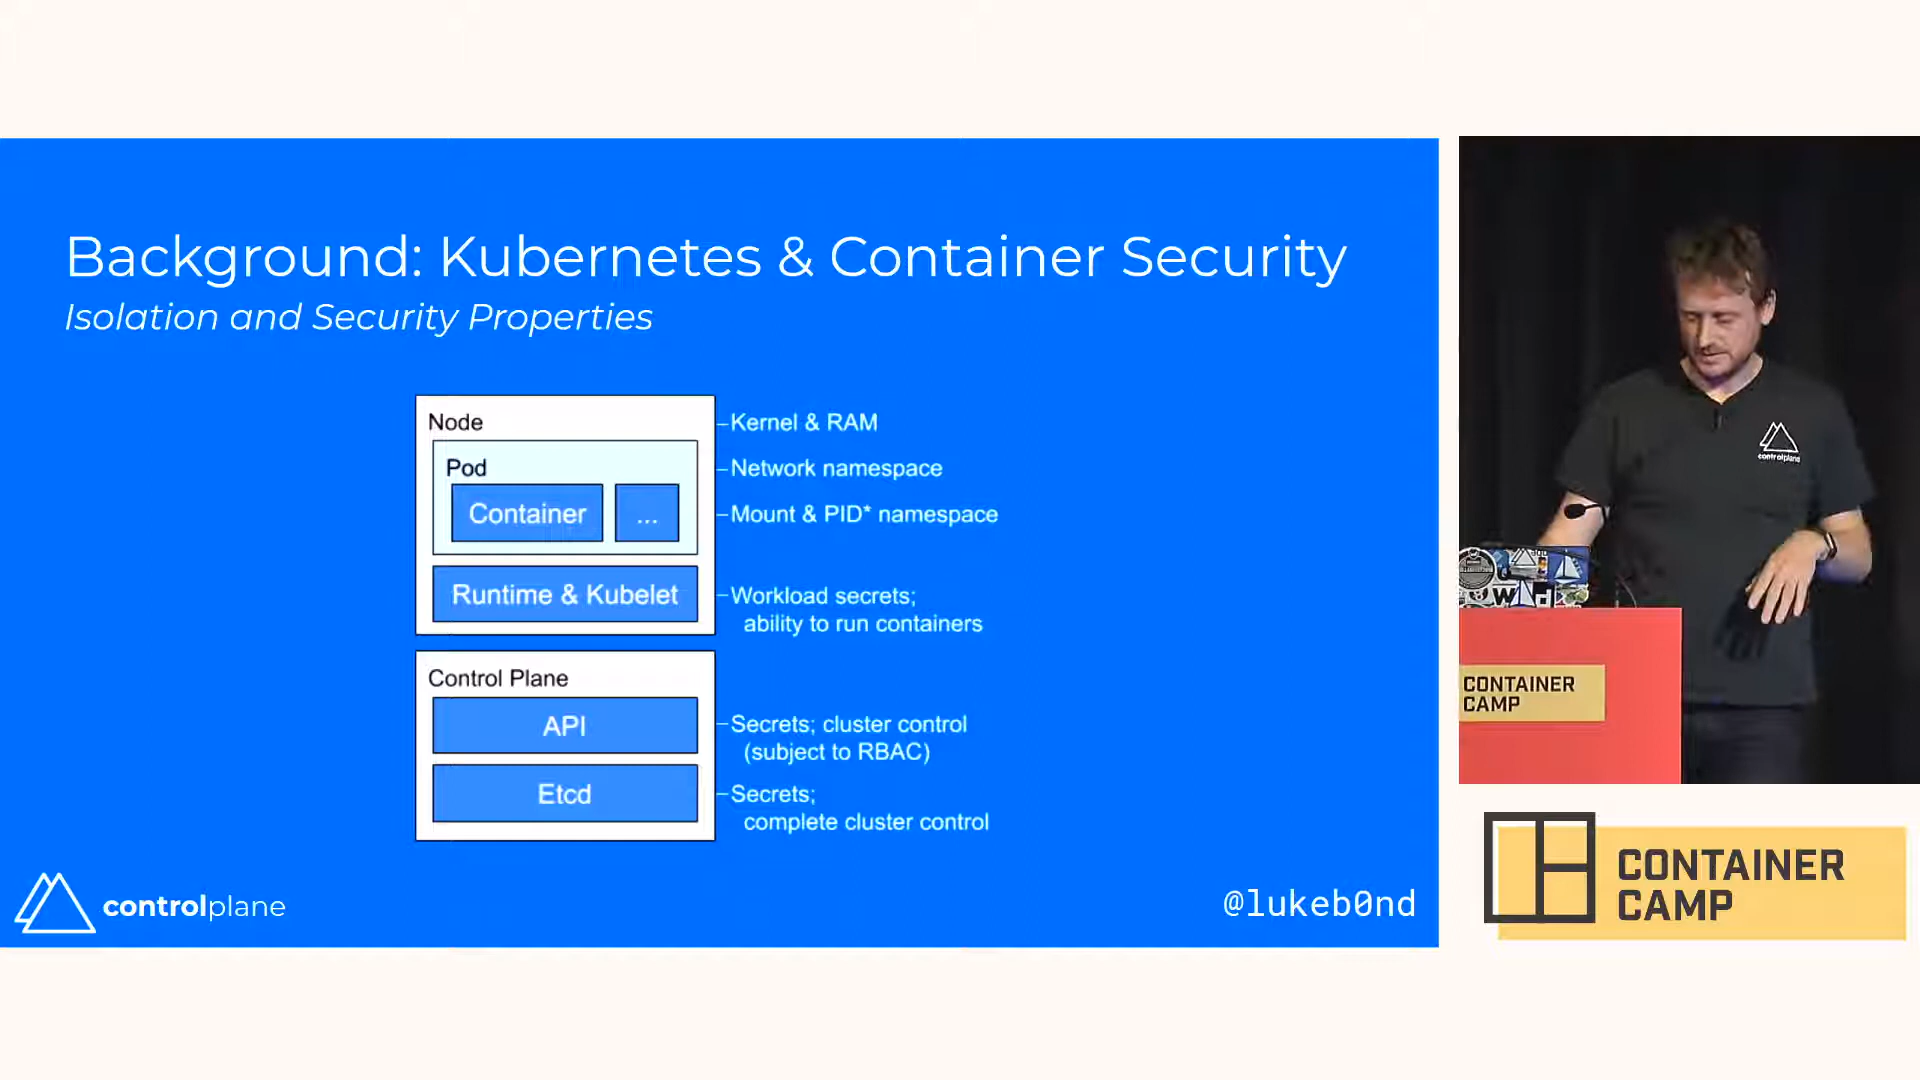 Background: Kubernetes & Container Security
Isolation and Security Properties
Node
Kernel & RAM
Pod
Network namespace
Container
...
Mount & PID* namespace
Runtime & Kubelet
Workload secrets;
ability to run containers
Control Plane
API
Secrets; cluster control
(subject to RBAC)
Etcd
Secrets;
complete cluster control
controlplane
@lukeb0nd
controlplane
CONTAINER
CAMP
CONTAINER
CAMP